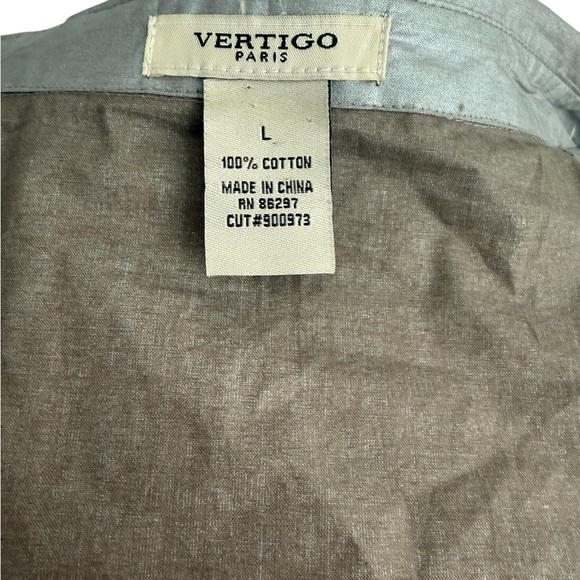 VERTIGO
PARIS
L
100% COTTON
MADE IN CHINA
RN 86297
CUT#900973